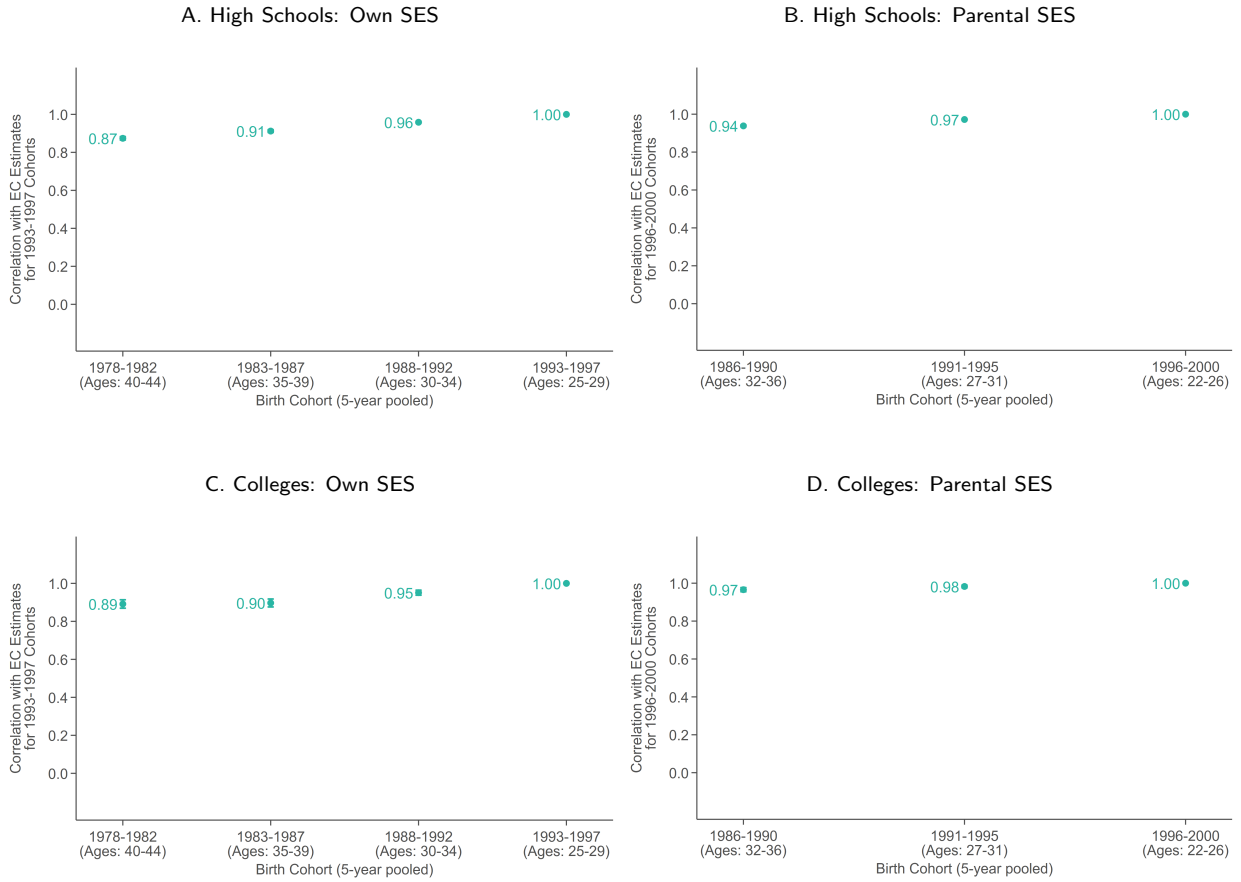 A. High Schools: Own SES
Correlation with EC Estimates
for 1993-1997 Cohorts
1.0
0.8
0.6
0.4
0.2
0.0
0.87
0.91
0.96
1.00
1978-1982
(Ages: 40-44)
1983-1987
(Ages: 35-39)
1988-1992
(Ages: 30-34)
1993-1997
(Ages: 25-29)
Birth Cohort (5-year pooled)
B. High Schools: Parental SES
Correlation with EC Estimates
for 1996-2000 Cohorts
1.0
0.8
0.6
0.4
0.2
0.0
0.94
0.97
1.00
1986-1990
(Ages: 32-36)
1991-1995
(Ages: 27-31)
1996-2000
(Ages: 22-26)
Birth Cohort (5-year pooled)
C. Colleges: Own SES
Correlation with EC Estimates
for 1993-1997 Cohorts
1.0
0.8
0.6
0.4
0.2
0.0
0.89
0.90
0.95
1.00
1978-1982
(Ages: 40-44)
1983-1987
(Ages: 35-39)
1988-1992
(Ages: 30-34)
1993-1997
(Ages: 25-29)
Birth Cohort (5-year pooled)
D. Colleges: Parental SES
Correlation with EC Estimates
for 1996-2000 Cohorts
1.0
0.8
0.6
0.4
0.2
0.0
0.97
0.98
1.00
1986-1990
(Ages: 32-36)
1991-1995
(Ages: 27-31)
1996-2000
(Ages: 22-26)
Birth Cohort (5-year pooled)